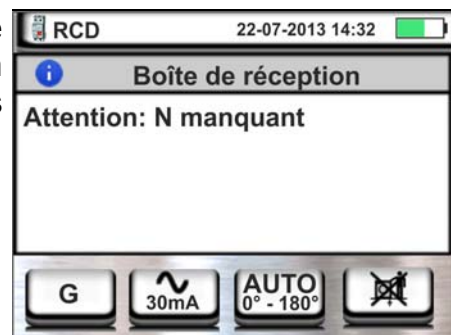 RCD 22-07-2013 14:32
Boîte de réception
Attention: N manquant
G 30mA AUTO 0° - 180°